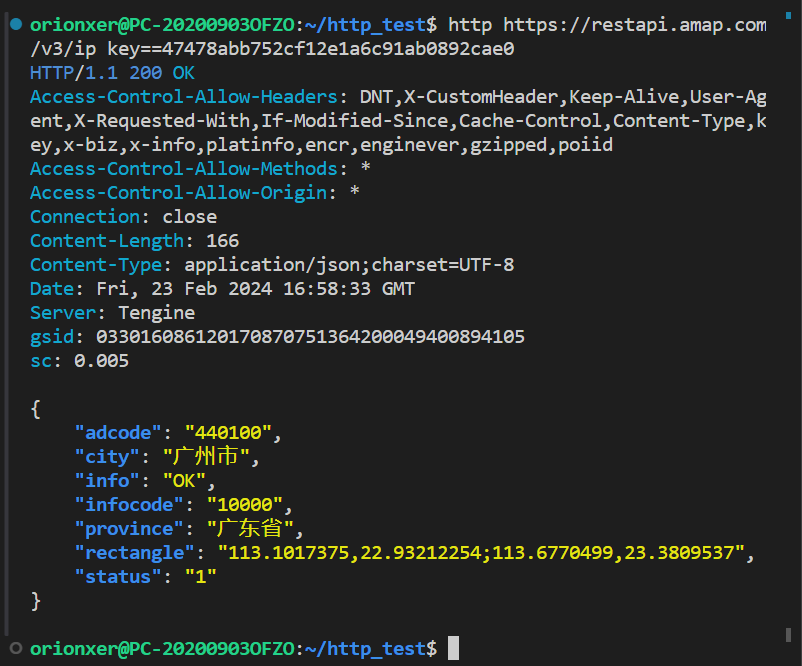 orionxer@PC-20200903OFZO:~/http_test$ http https://restapi.amap.com
/v3/ip key==47478abb752cf12e1a6c91ab0892cae0
HTTP/1.1 200 OK
Access-Control-Allow-Headers: DNT,X-CustomHeader,Keep-Alive,User-Ag
ent,X-Requested-With,If-Modified-Since,Cache-Control,Content-Type,k
ey,x-biz,x-info,platinfo,encr,enginever,gzipped,poiid
Access-Control-Allow-Methods: *
Access-Control-Allow-Origin: *
Connection: close
Content-Length: 166
Content-Type: application/json;charset=UTF-8
Date: Fri, 23 Feb 2024 16:58:33 GMT
Server: Tengine
gsid: 033016086120170870751364200049400894105
sc: 0.005
{
    "adcode": "440100",
    "city": "广州市",
    "info": "OK",
    "infocode": "10000",
    "province": "广东省",
    "rectangle": "113.1017375,22.93212254;113.6770499,23.3809537",
    "status": "1"
}
orionxer@PC-20200903OFZO:~/http_test$